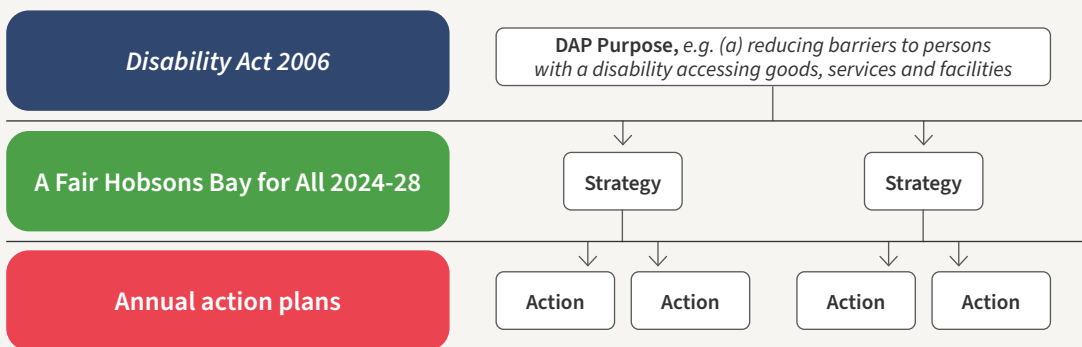 Disability Act 2006
DAP Purpose, e.g. (a) reducing barriers to persons
with a disability accessing goods, services and facilities
A Fair Hobsons Bay for All 2024-28
Strategy
Strategy
Annual action plans
Action
Action
Action
Action